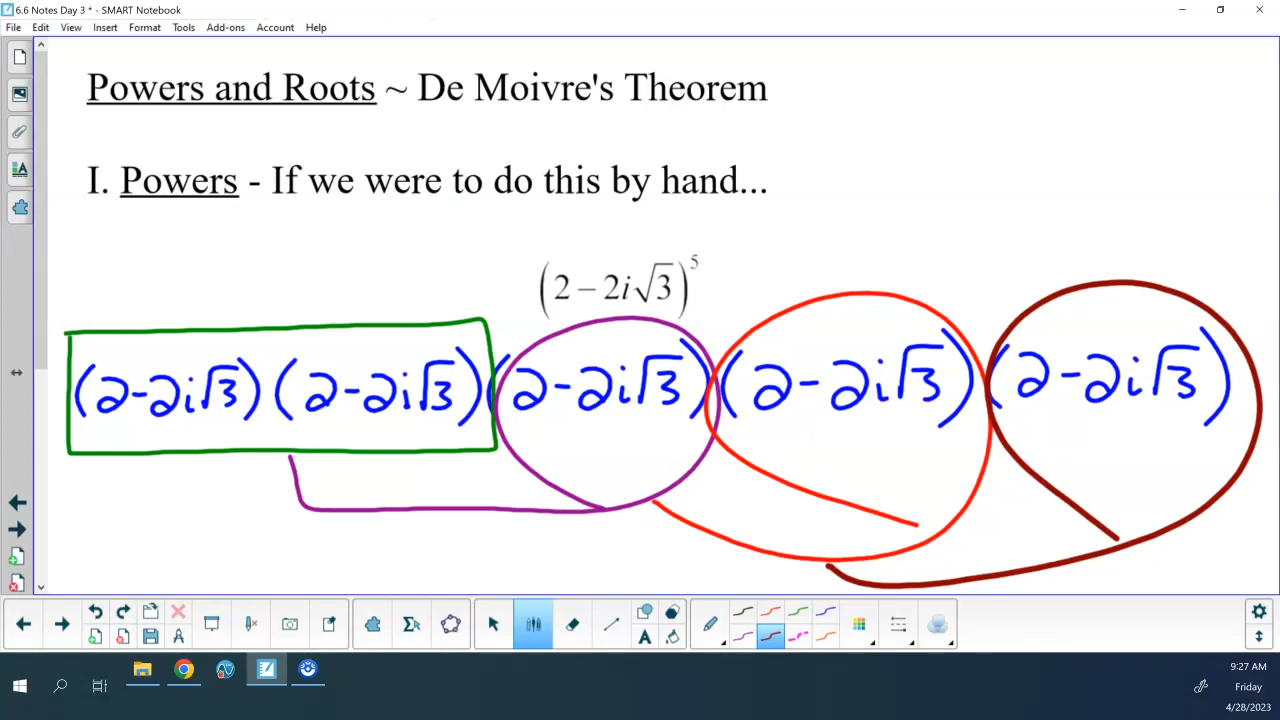 6.6 Notes Day 3 * - SMART Notebook
File Edit View Insert Format Tools Add-ons Account Help
Powers and Roots ~ De Moivre's Theorem
I. Powers - If we were to do this by hand...
(2 – 2i√3)⁵
(2-2i√3)(2-2i√3)(2-2i√3)(2-2i√3)(2-2i√3)
9:27 AM
Friday
4/28/2023